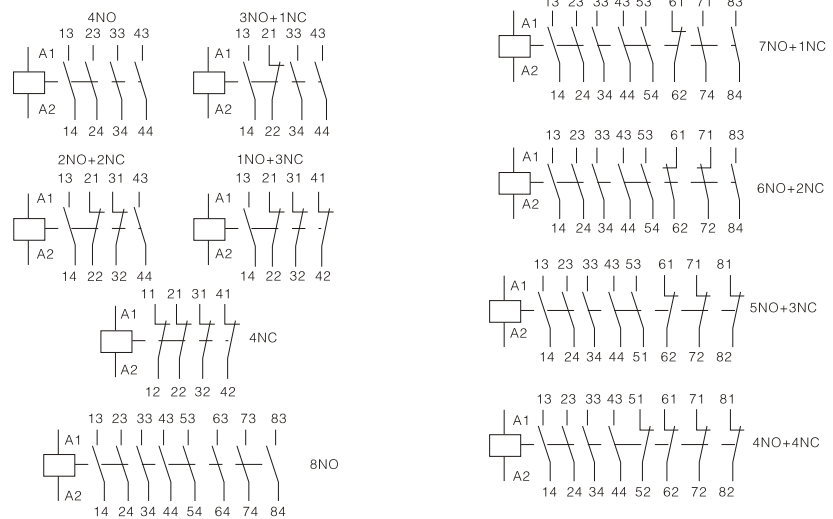 4NO
13 23 33 43
A1
A2
14 24 34 44
3NO+1NC
13 21 33 43
A1
A2
14 22 34 44
2NO+2NC
13 21 31 43
A1
A2
14 22 32 44
1NO+3NC
13 21 31 41
A1
A2
14 22 32 42
11 21 31 41
A1
4NC
A2
12 22 32 42
13 23 33 43 53 63 73 83
A1
8NO
A2
14 24 34 44 54 64 74 84
13 23 33 43 53 61 71 83
A1
7NO+1NC
A2
14 24 34 44 54 62 74 84
13 23 33 43 53 61 71 83
A1
6NO+2NC
A2
14 24 34 44 54 62 72 84
13 23 33 43 53 61 71 81
A1
5NO+3NC
A2
14 24 34 44 51 62 72 82
13 23 33 43 51 61 71 81
A1
4NO+4NC
A2
14 24 34 44 52 62 72 82